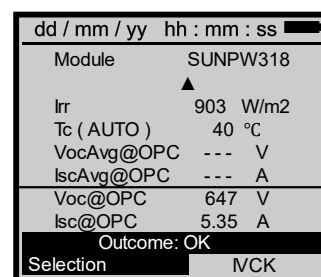 dd / mm / yy hh : mm : ss
Module SUNPW318
▲
Irr 903 W/m2
Tc ( AUTO ) 40 ℃
VocAvg@OPC - - - V
IscAvg@OPC - - - A
Voc@OPC 647 V
Isc@OPC 5.35 A
Outcome: OK
Selection IVCK